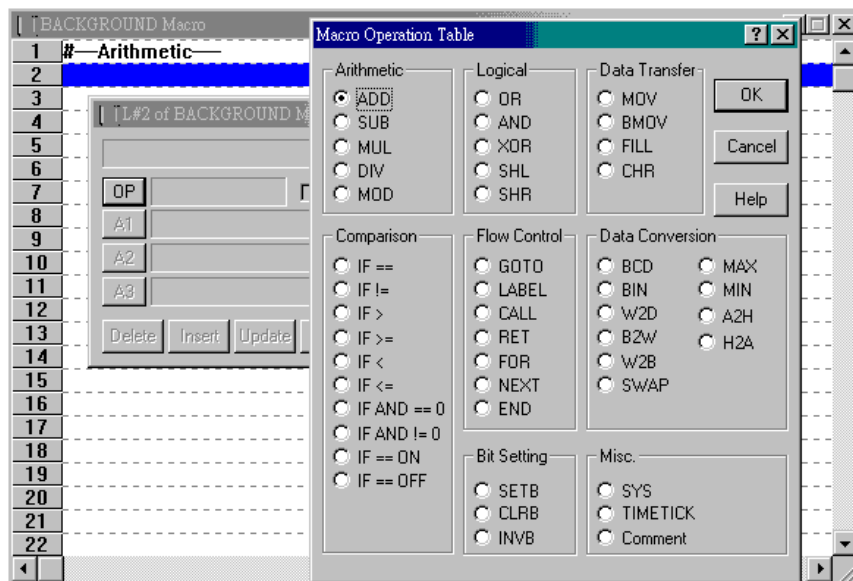 BACKGROUND Macro
1 #—Arithmetic—
2
3
4
5
6
7
8
9
10
11
12
13
14
15
16
17
18
19
20
21
22
L#2 of BACKGROUND M
OP
A1
A2
A3
Delete Insert Update
Macro Operation Table
Arithmetic
ADD
SUB
MUL
DIV
MOD
Logical
OR
AND
XOR
SHL
SHR
Data Transfer
MOV
BMOV
FILL
CHR
OK
Cancel
Help
Comparison
IF ==
IF !=
IF >
IF >=
IF <
IF <=
IF AND == 0
IF AND != 0
IF == ON
IF == OFF
Flow Control
GOTO
LABEL
CALL
RET
FOR
NEXT
END
Data Conversion
BCD
BIN
W2D
B2W
W2B
SWAP
MAX
MIN
A2H
H2A
Bit Setting
SETB
CLRB
INVB
Misc.
SYS
TIMETICK
Comment